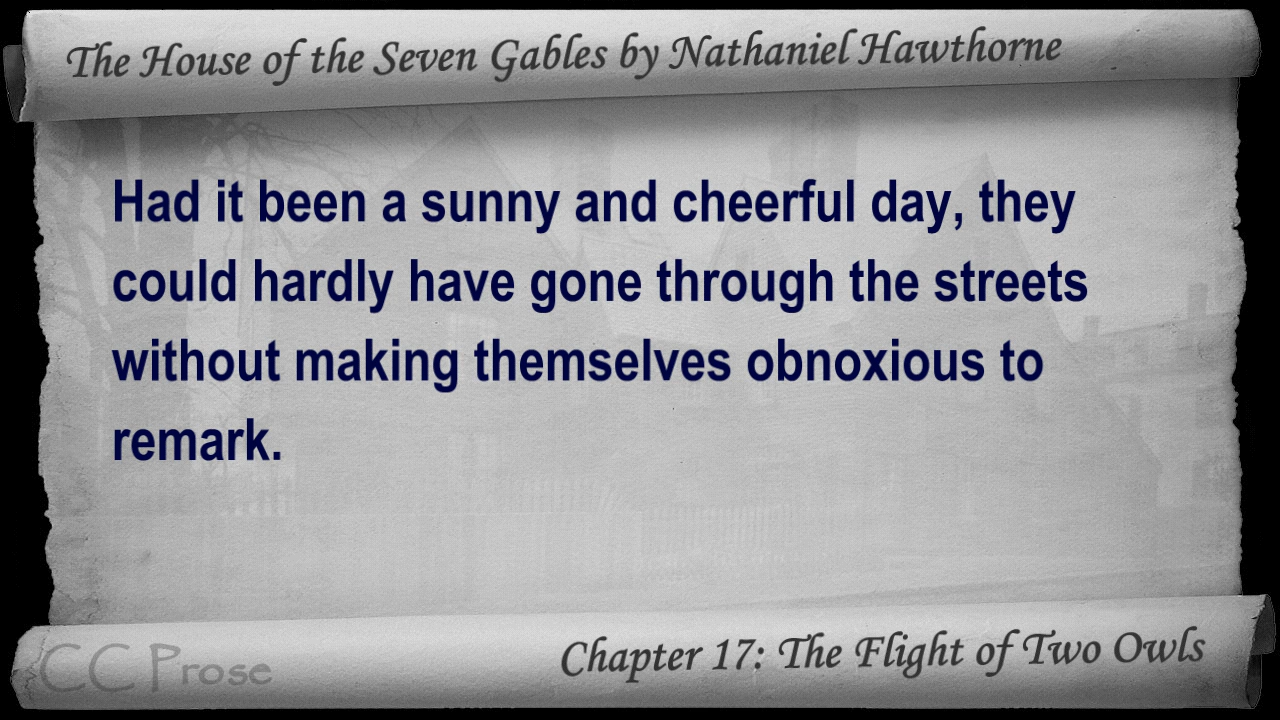 The House of the Seven Gables by Nathaniel Hawthorne
Had it been a sunny and cheerful day, they
could hardly have gone through the streets
without making themselves obnoxious to
remark.
CC Prose
Chapter 17: The Flight of Two Owls